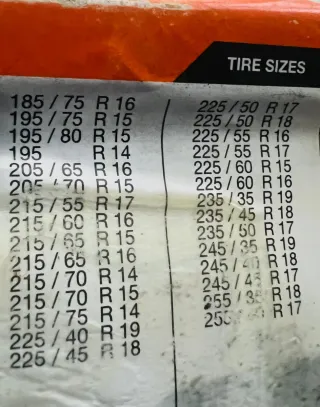 TIRE SIZES
185 / 75 R 16
195 / 75 R 15
195 / 80 R 15
195 R 14
205 / 65 R 16
205 / 70 R 15
215 / 55 R 17
215 / 60 R 16
215 / 65 R 15
215 / 65 R 16
215 / 70 R 14
215 / 70 R 15
215 / 75 R 14
225 / 40 R 19
225 / 45 R 18
225 / 50 R 17
225 / 50 R 18
225 / 55 R 16
225 / 55 R 17
225 / 60 R 15
225 / 60 R 16
235 / 35 R 19
235 / 45 R 18
235 / 50 R 17
245 / 35 R 19
245 / 40 R 18
245 / R 17
255 / R 18
255 R 17